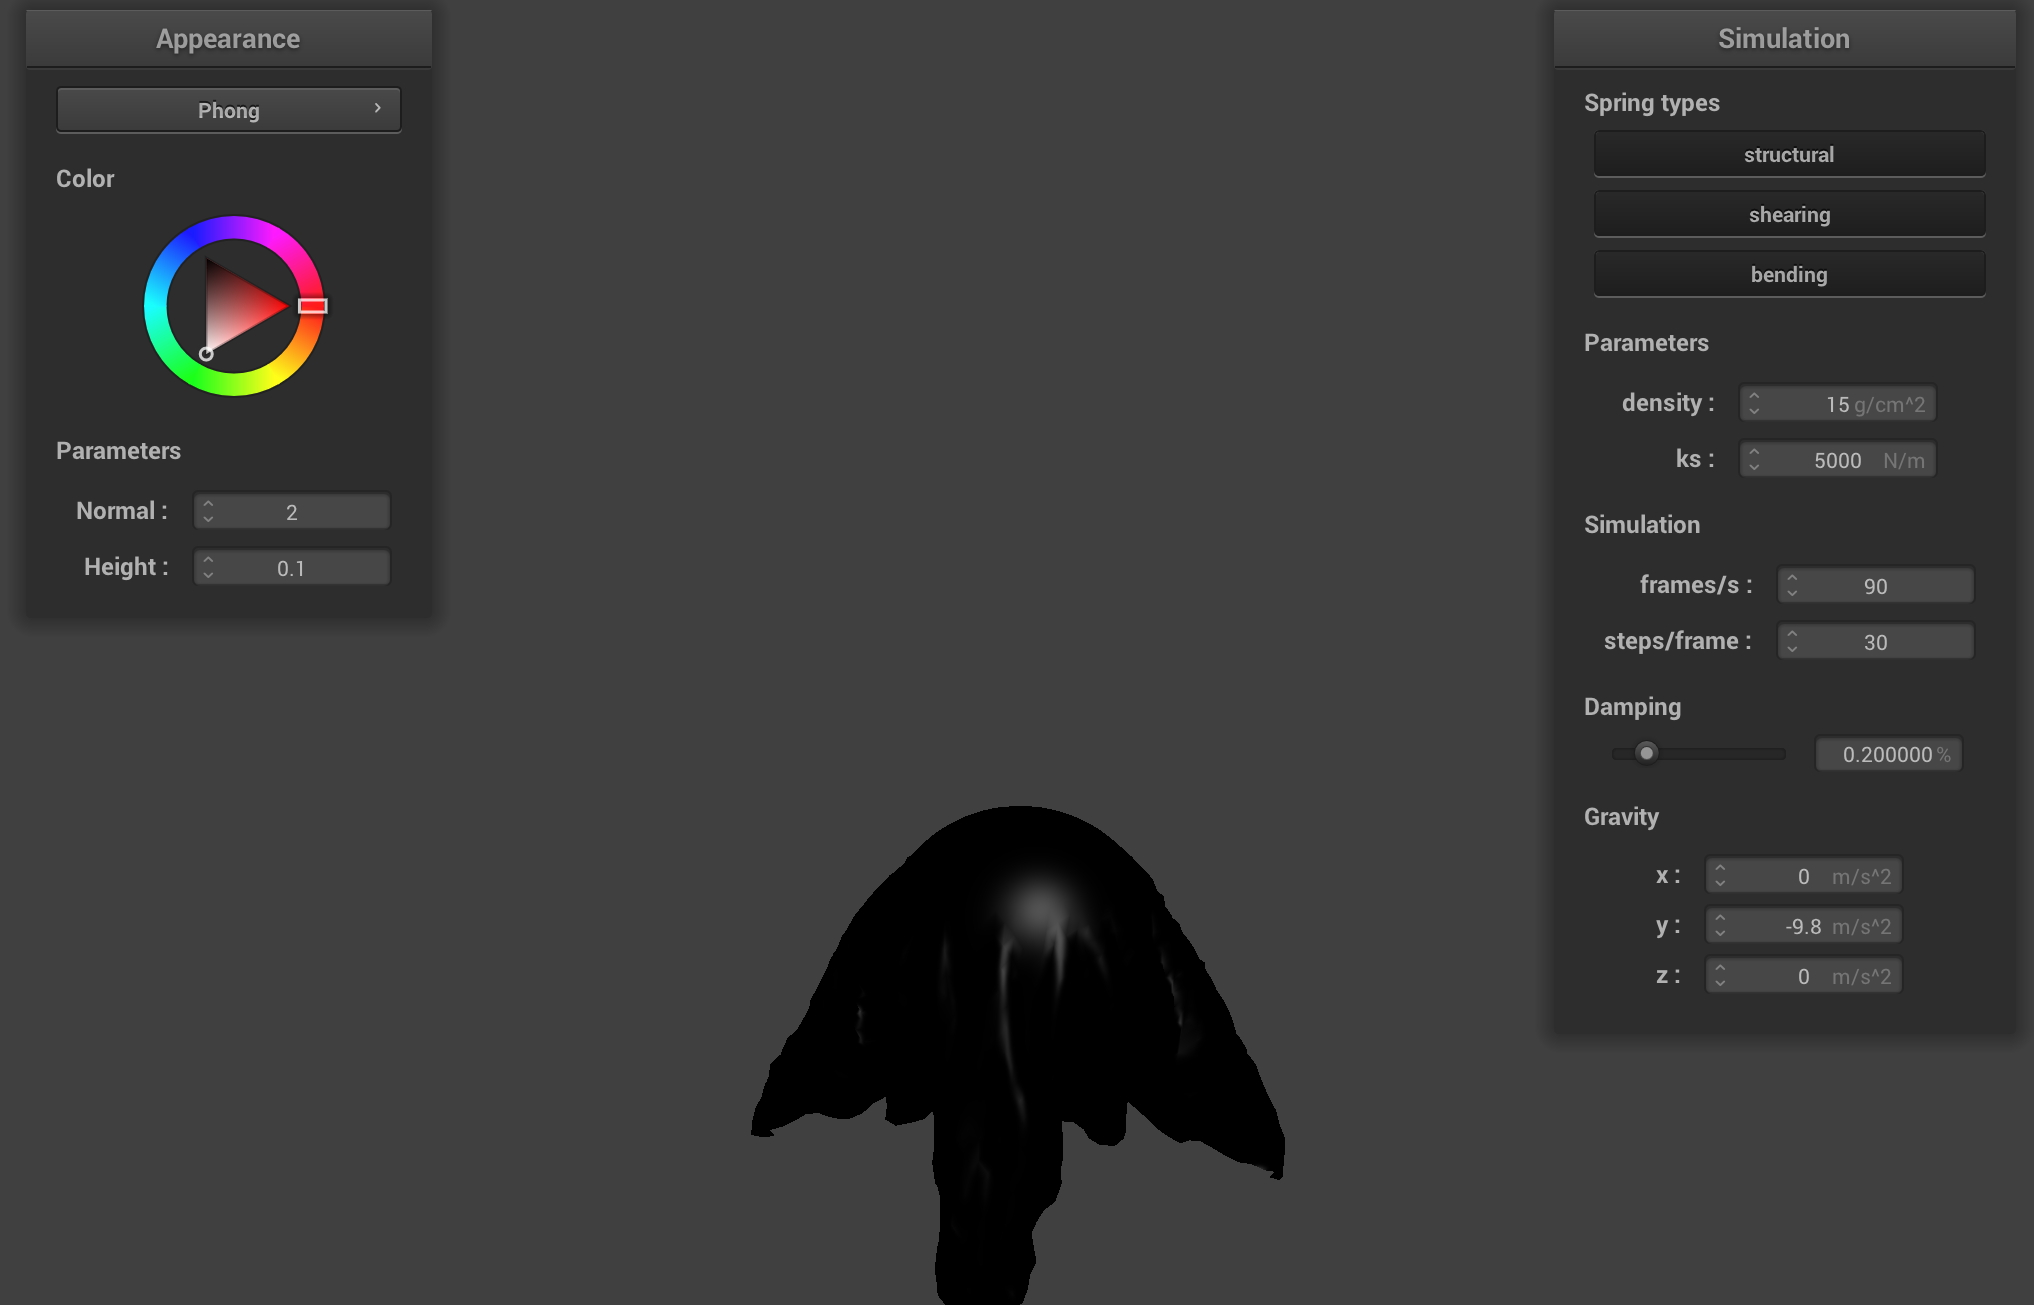 Appearance
Phong
Color
Parameters
Normal : 2
Height : 0.1
Simulation
Spring types
structural
shearing
bending
Parameters
density : 15 g/cm^2
ks : 5000 N/m
Simulation
frames/s : 90
steps/frame : 30
Damping
0.200000 %
Gravity
x : 0 m/s^2
y : -9.8 m/s^2
z : 0 m/s^2